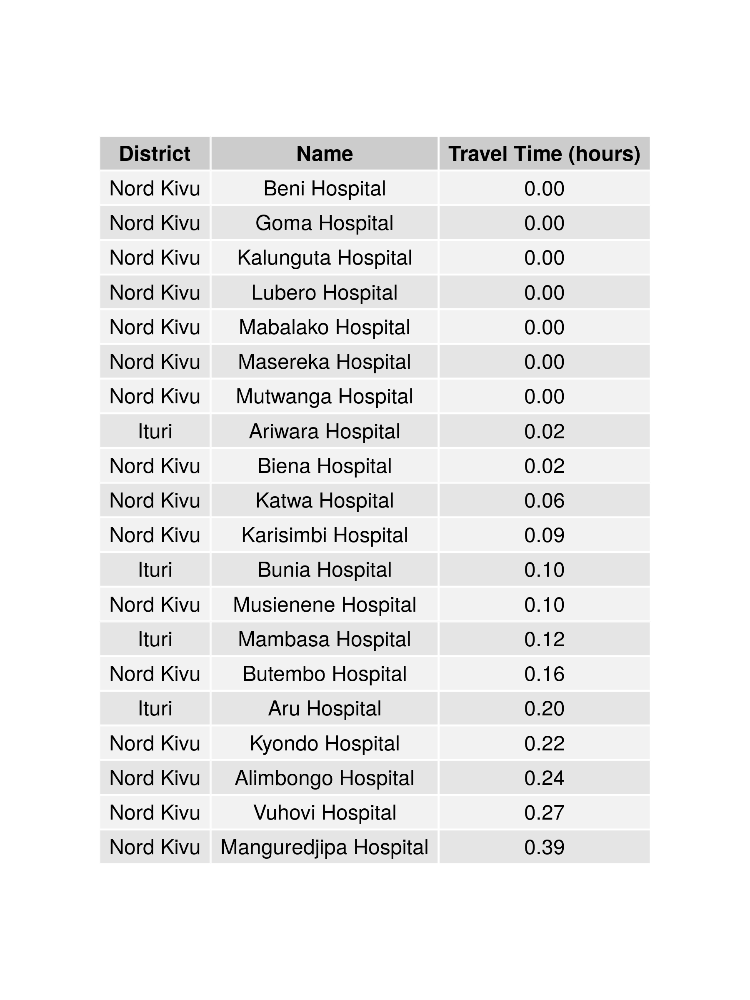 District Name Travel Time (hours)
Nord Kivu Beni Hospital 0.00
Nord Kivu Goma Hospital 0.00
Nord Kivu Kalunguta Hospital 0.00
Nord Kivu Lubero Hospital 0.00
Nord Kivu Mabalako Hospital 0.00
Nord Kivu Masereka Hospital 0.00
Nord Kivu Mutwanga Hospital 0.00
Ituri Ariwara Hospital 0.02
Nord Kivu Biena Hospital 0.02
Nord Kivu Katwa Hospital 0.06
Nord Kivu Karisimbi Hospital 0.09
Ituri Bunia Hospital 0.10
Nord Kivu Musienene Hospital 0.10
Ituri Mambasa Hospital 0.12
Nord Kivu Butembo Hospital 0.16
Ituri Aru Hospital 0.20
Nord Kivu Kyondo Hospital 0.22
Nord Kivu Alimbongo Hospital 0.24
Nord Kivu Vuhovi Hospital 0.27
Nord Kivu Manguredjipa Hospital 0.39